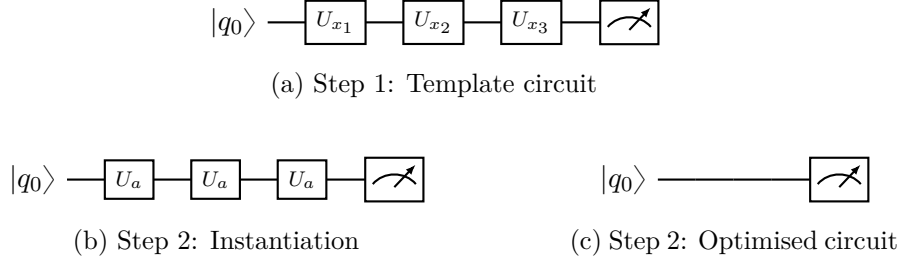 |q₀⟩ Uₓ₁ Uₓ₂ Uₓ₃
(a) Step 1: Template circuit
|q₀⟩ Uₐ Uₐ Uₐ
|q₀⟩
(b) Step 2: Instantiation
(c) Step 2: Optimised circuit